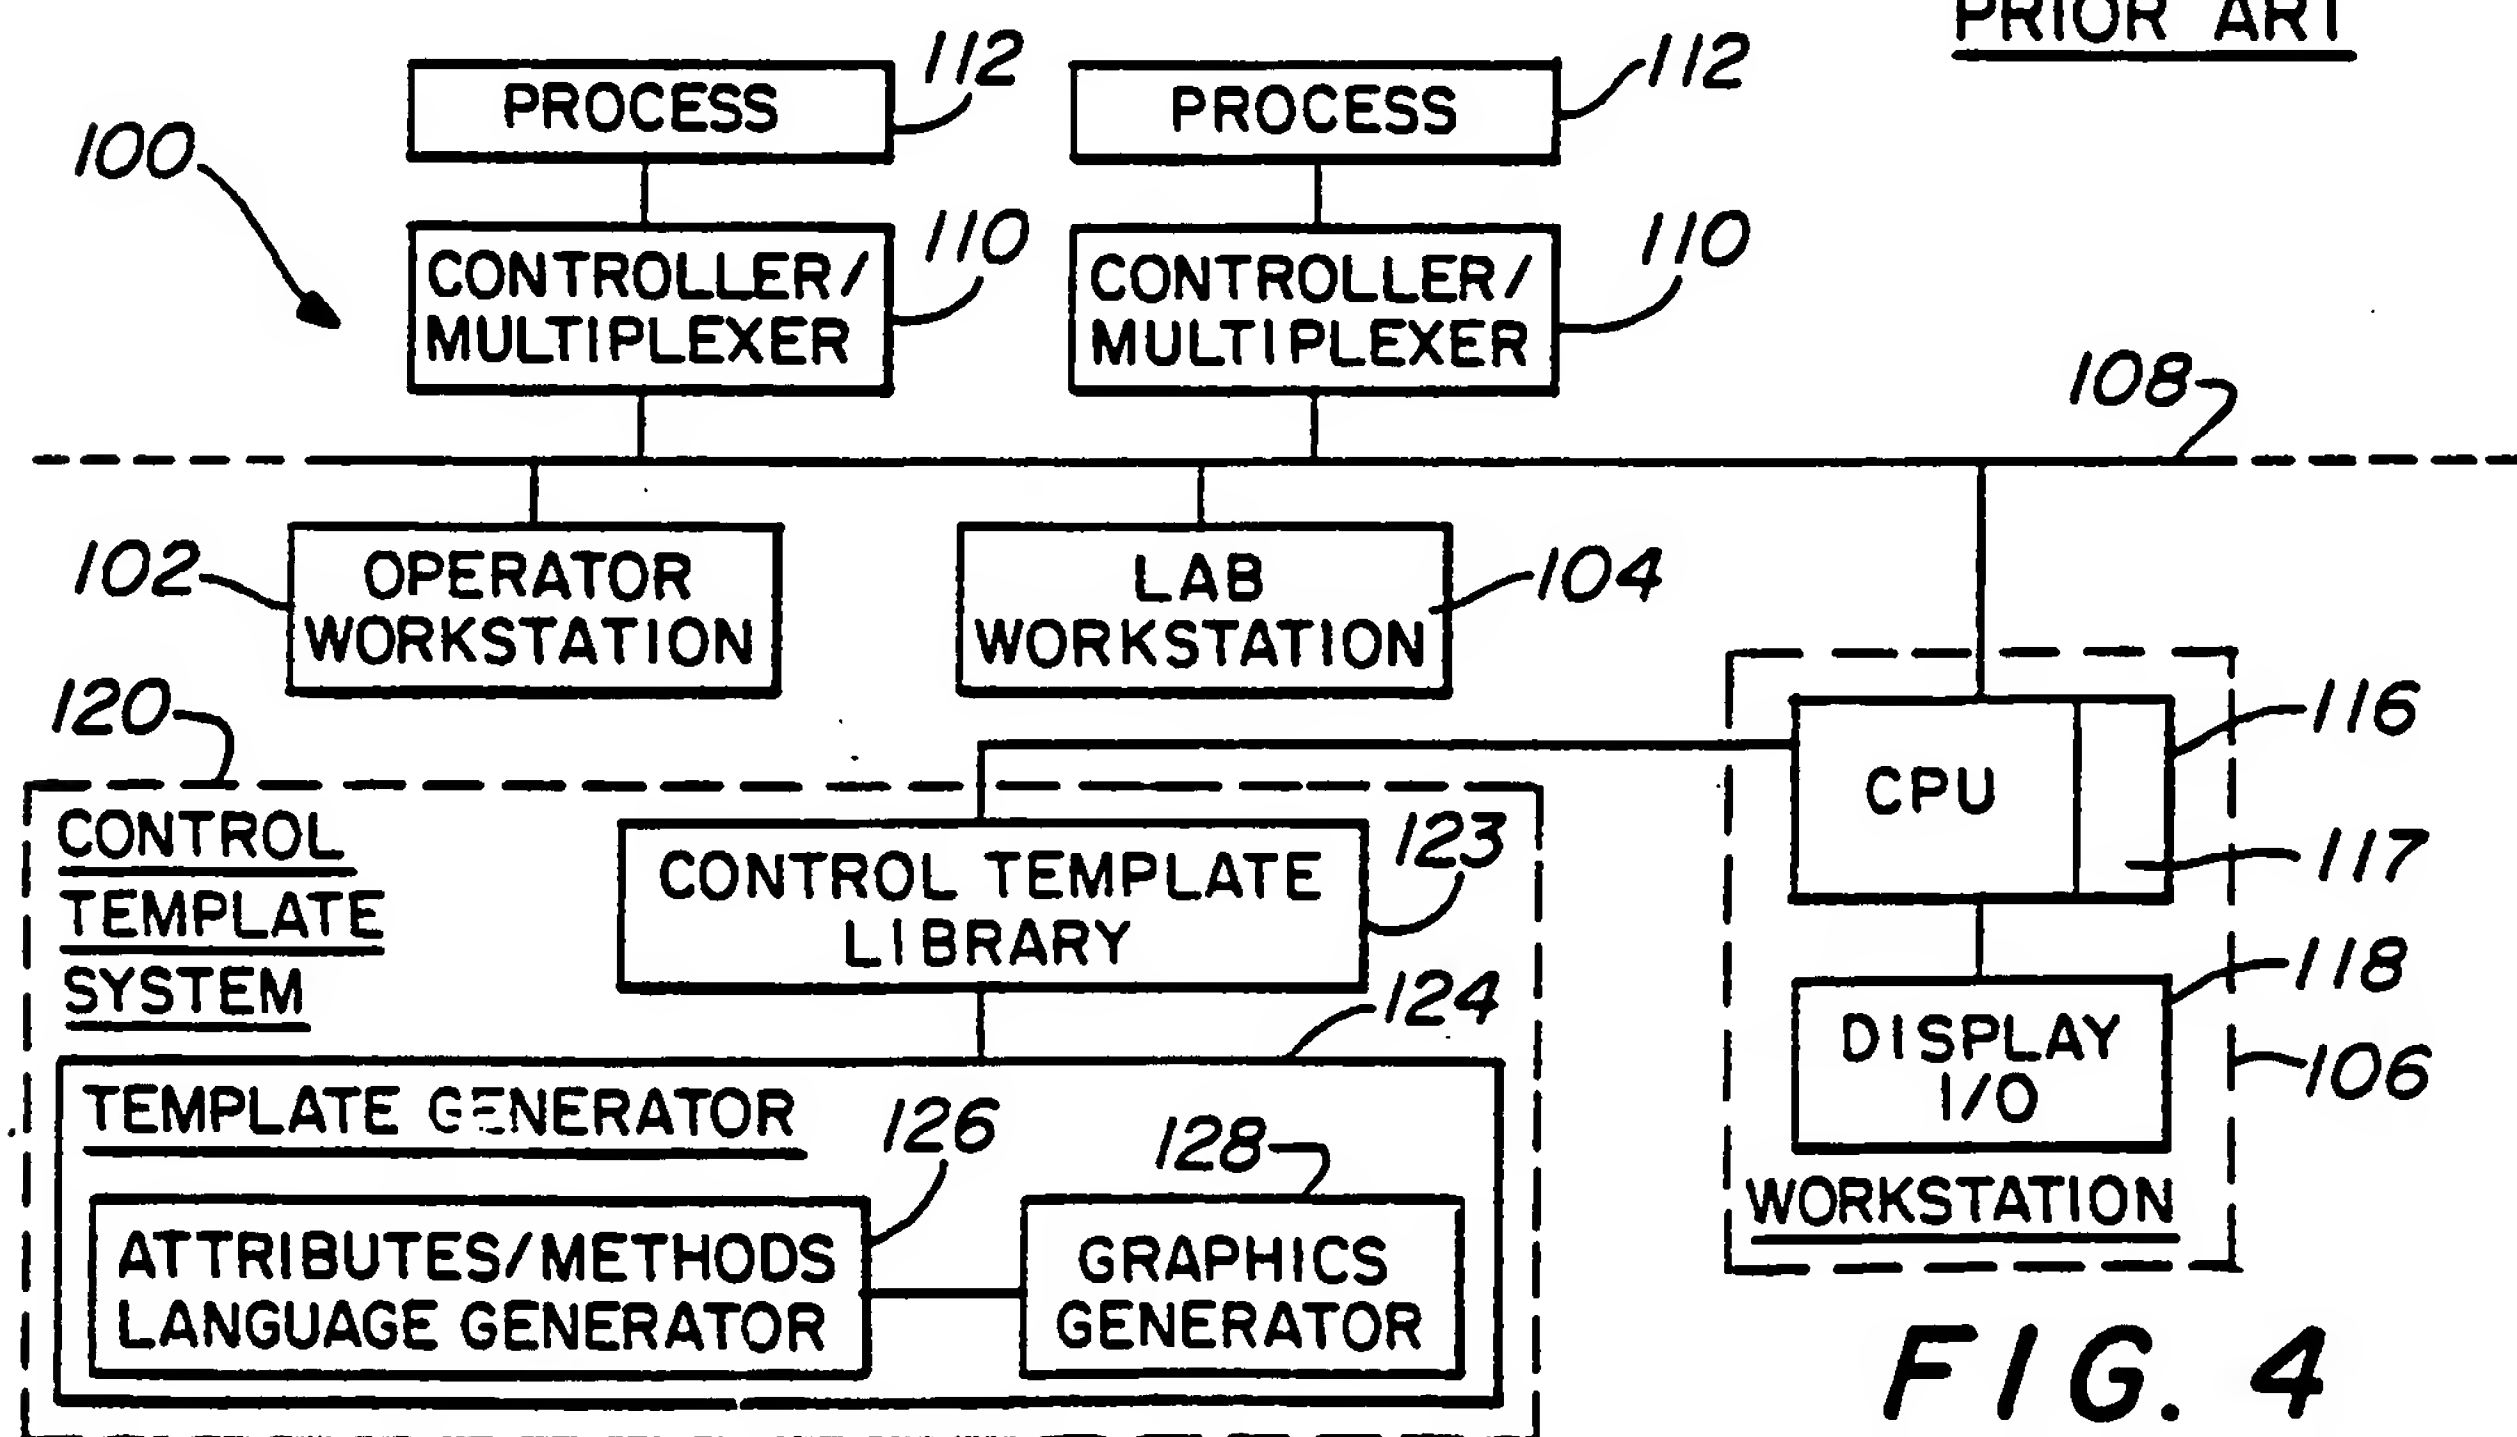 PRIOR ART
PROCESS
112
PROCESS
112
100
CONTROLLER/
MULTIPLEXER
110
CONTROLLER/
MULTIPLEXER
110
108
102
OPERATOR
WORKSTATION
LAB
WORKSTATION
104
120
CONTROL
TEMPLATE
SYSTEM
CONTROL TEMPLATE
LIBRARY
123
124
CPU
116
117
118
DISPLAY
I/O
106
WORKSTATION
TEMPLATE GENERATOR
126
128
ATTRIBUTES/METHODS
LANGUAGE GENERATOR
GRAPHICS
GENERATOR
FIG. 4